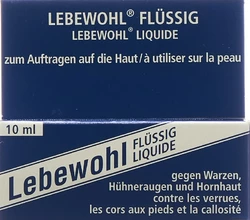 LEBEWOHL® FLÜSSIG
LEBEWOHL® LIQUIDE
zum Auftragen auf die Haut/à utiliser sur la peau
10 ml
Lebewohl FLÜSSIG
LIQUIDE
gegen Warzen,
Hühneraugen und Hornhaut
contre les verrues,
les cors aux pieds et la callosité